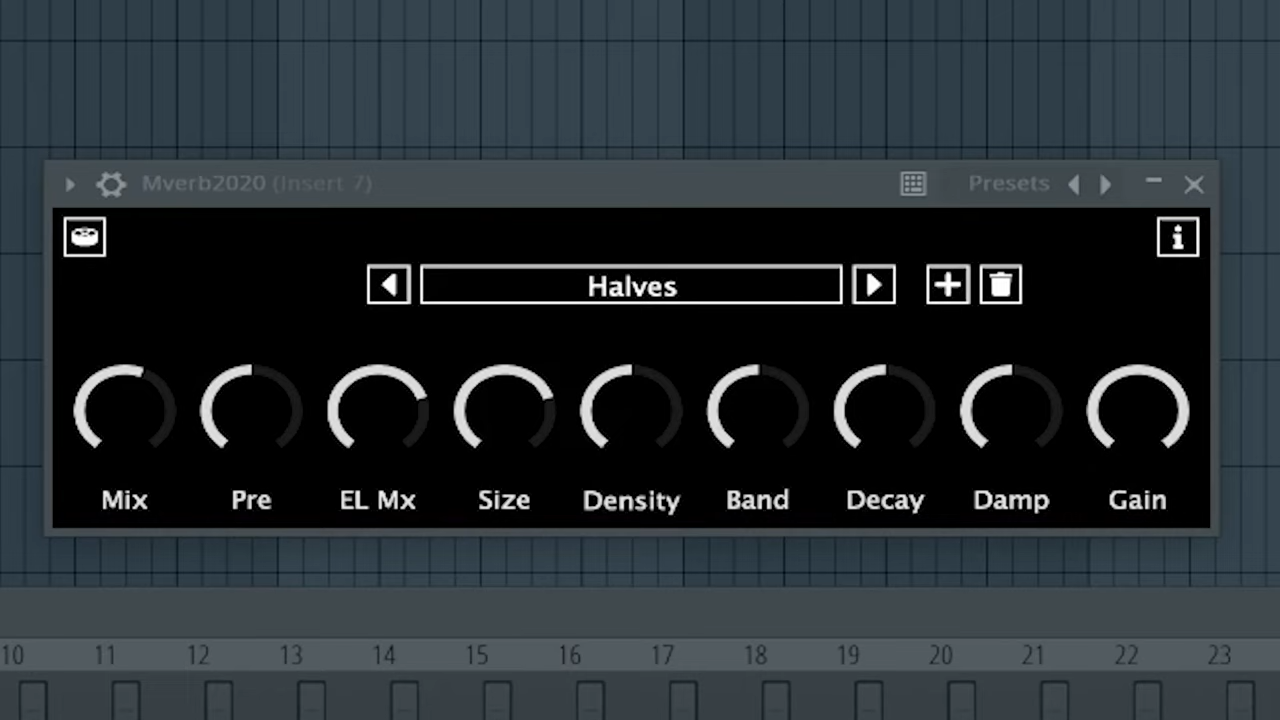 Mverb2020 (Insert 7) Presets
i
Halves
Mix Pre EL Mx Size Density Band Decay Damp Gain
10 11 12 13 14 15 16 17 18 19 20 21 22 23